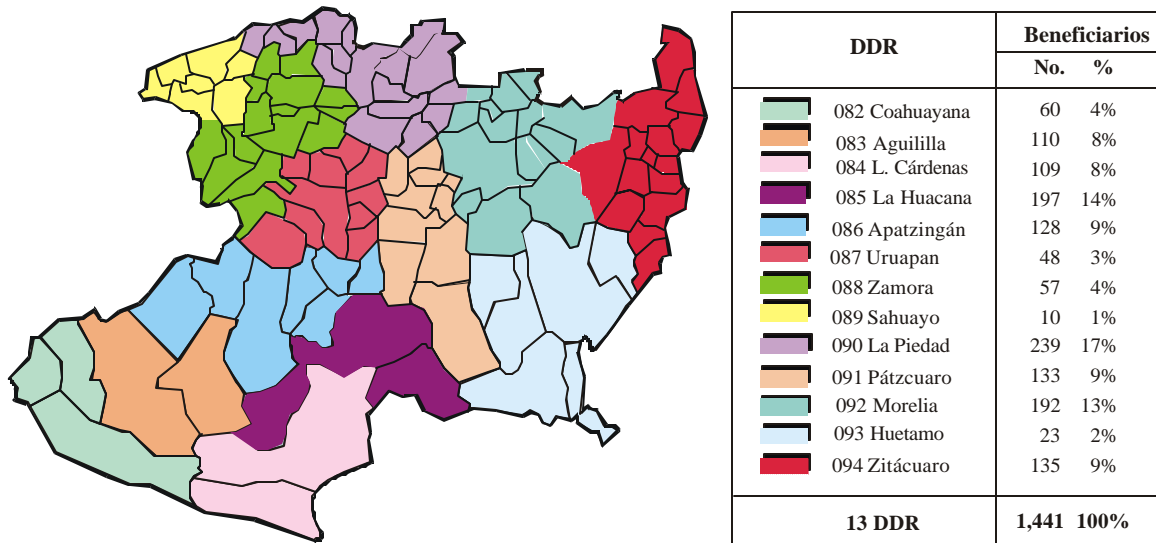 DDR Beneficiarios
No. %
082 Coahuayana 60 4%
083 Aguililla 110 8%
084 L. Cárdenas 109 8%
085 La Huacana 197 14%
086 Apatzingán 128 9%
087 Uruapan 48 3%
088 Zamora 57 4%
089 Sahuayo 10 1%
090 La Piedad 239 17%
091 Pátzcuaro 133 9%
092 Morelia 192 13%
093 Huetamo 23 2%
094 Zitácuaro 135 9%
13 DDR 1,441 100%